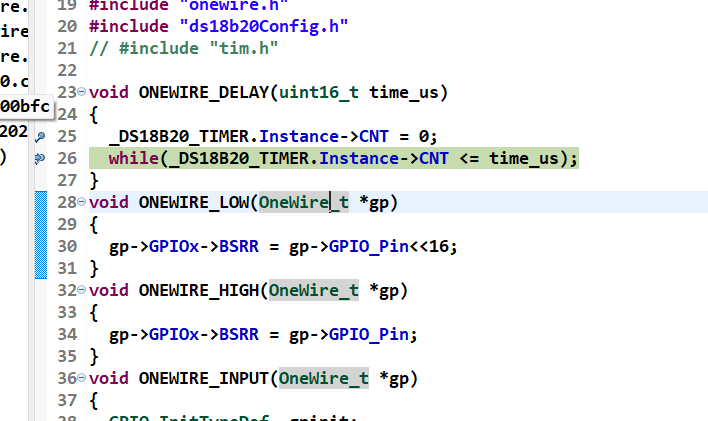 re.
19 #include "onewire.h"
20 #include "ds18b20Config.h"
ire
21 // #include "tim.h"
re.
22
0.c
23 void ONEWIRE_DELAY(uint16_t time_us)
00bfc
24 {
202
25 _DS18B20_TIMER.Instance->CNT = 0;
)
26 while(_DS18B20_TIMER.Instance->CNT <= time_us);
27 }
28 void ONEWIRE_LOW(OneWire_t *gp)
29 {
30 gp->GPIOx->BSRR = gp->GPIO_Pin<<16;
31 }
32 void ONEWIRE_HIGH(OneWire_t *gp)
33 {
34 gp->GPIOx->BSRR = gp->GPIO_Pin;
35 }
36 void ONEWIRE_INPUT(OneWire_t *gp)
37 {
38 GPIO_InitTypeDef gpinit;